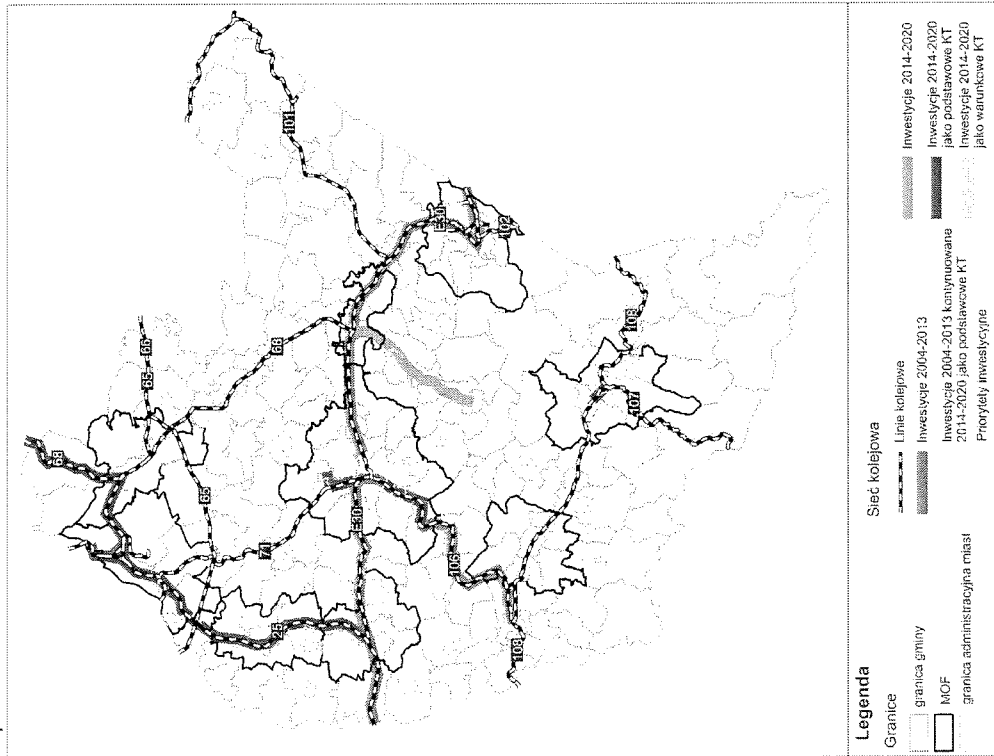 68
66
65
65
66
101
71
25
E30
E30
102
106
108
108
107
Legenda
Granice
granica gminy
MOF
granica administracyjna miast
Sieć kolejowa
Linie kolejowe
Inwestycje 2004-2013
Inwestycje 2004-2013 kontynuowane
2014-2020 jako podstawowe KT
Priorytety inwestycyjne
Inwestycje 2014-2020
Inwestycje 2014-2020
jako podstawowe KT
Inwestycje 2014-2020
jako warunkowe KT